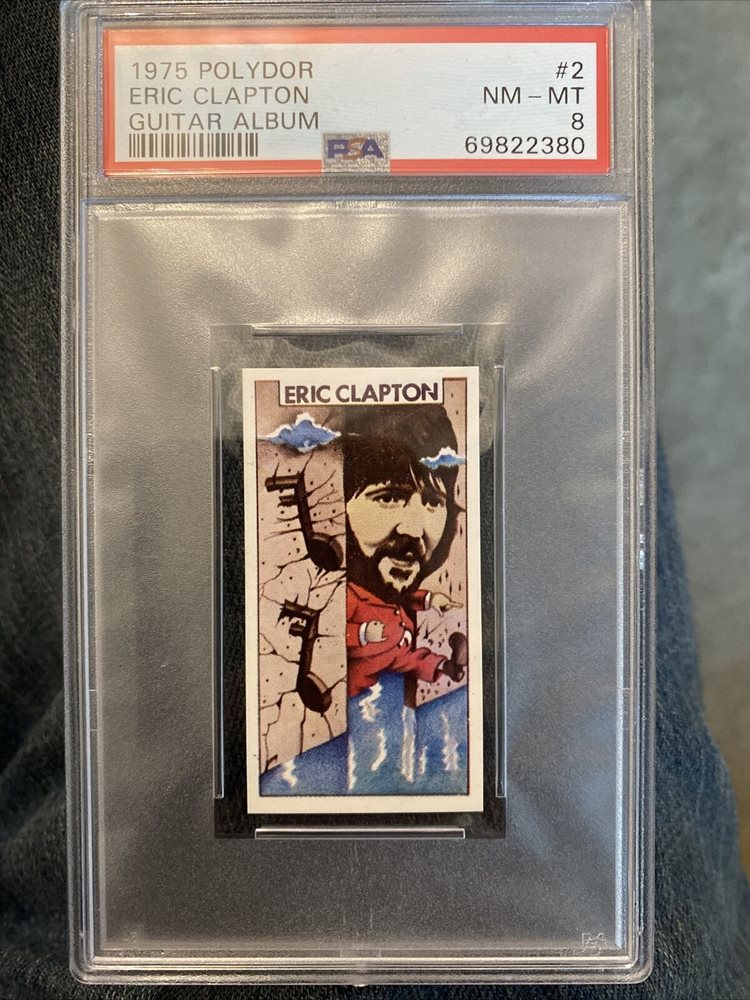 1975 POLYDOR #2
ERIC CLAPTON NM - MT
GUITAR ALBUM 8
PSA 69822380
ERIC CLAPTON